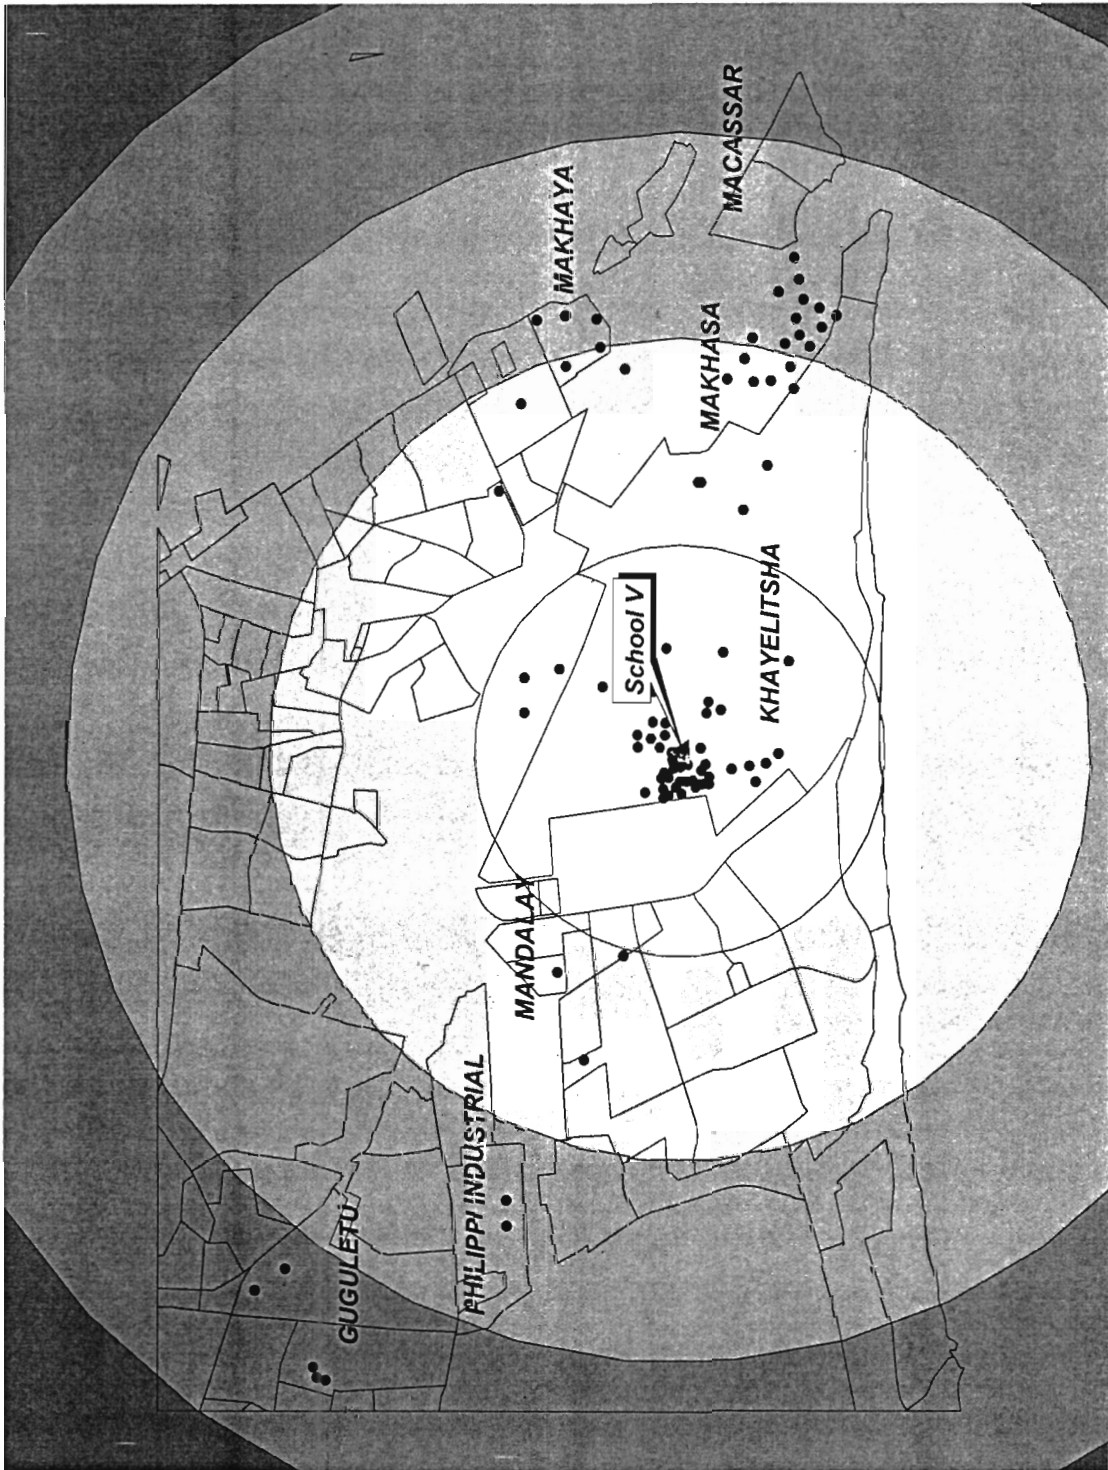 MACASSAR
MAKHAYA
MAKHASA
School V
KHAYELITSHA
MANDALAY
PHILIPPI INDUSTRIAL
GUGULETU